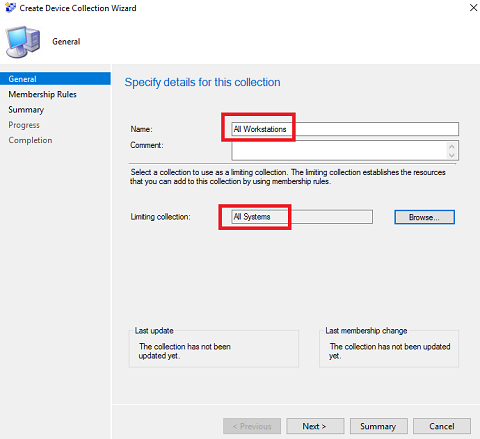 Create Device Collection Wizard
General
General
Membership Rules
Summary
Progress
Completion
Specify details for this collection
Name:
All Workstations
Comment:
Select a collection to use as a limiting collection. The limiting collection establishes the resources
that you can add to this collection by using membership rules.
Limiting collection:
All Systems
Browse...
Last update
The collection has not been
updated yet.
Last membership change
The collection has not been updated
yet.
< Previous
Next >
Summary
Cancel